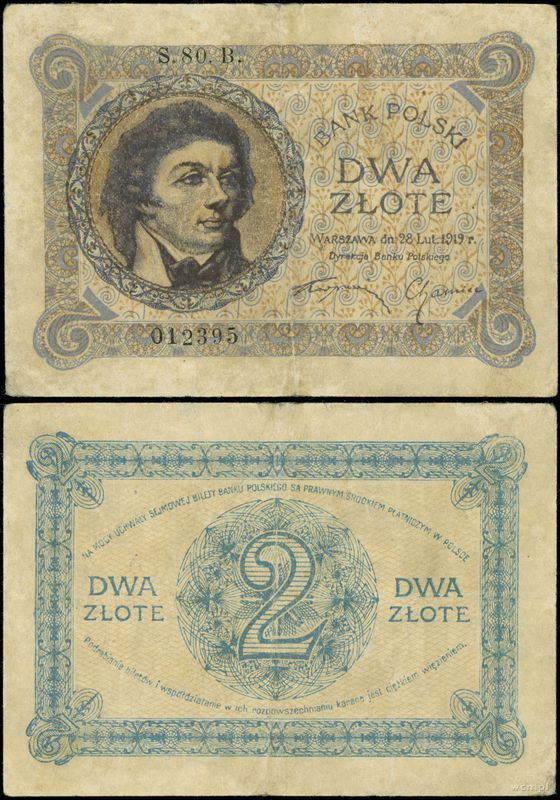 S. 80. B.
BANK POLSKI
DWA
ZŁOTE
WARSZAWA dn. 28 Lut. 1919 r.
Dyrekcja Banku Polskiego
012395
NA MOCY UCHWAŁY SEJMOWEJ BILETY BANKU POLSKIEGO SĄ PRAWNYM ŚRODKIEM PŁATNICZYM W POLSCE
DWA
ZŁOTE
2
DWA
ZŁOTE
Podrabianie biletów i współdziałanie w ich rozpowszechnianiu karane jest ciężkiem więzieniem.
wcm.pl